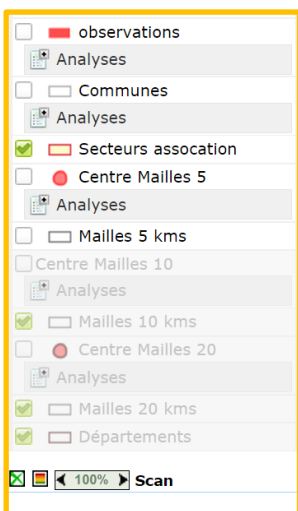 observations
Analyses
Communes
Analyses
Secteurs assocation
Centre Mailles 5
Analyses
Mailles 5 kms
Centre Mailles 10
Analyses
Mailles 10 kms
Centre Mailles 20
Analyses
Mailles 20 kms
Départements
100% Scan